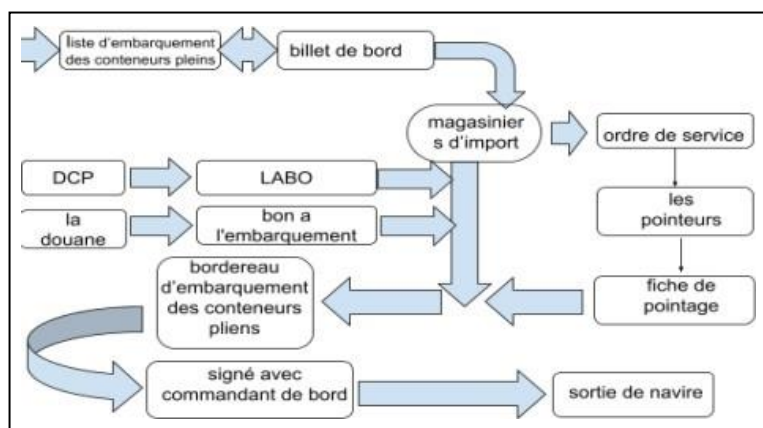 liste d'embarquement
des conteneurs pleins
billet de bord
magasinier
s d'import
ordre de service
DCP
LABO
les
pointeurs
la
douane
bon a
l'embarquement
bordereau
d'embarquement
des conteneurs
pliens
fiche de
pointage
signé avec
commandant de bord
sortie de navire